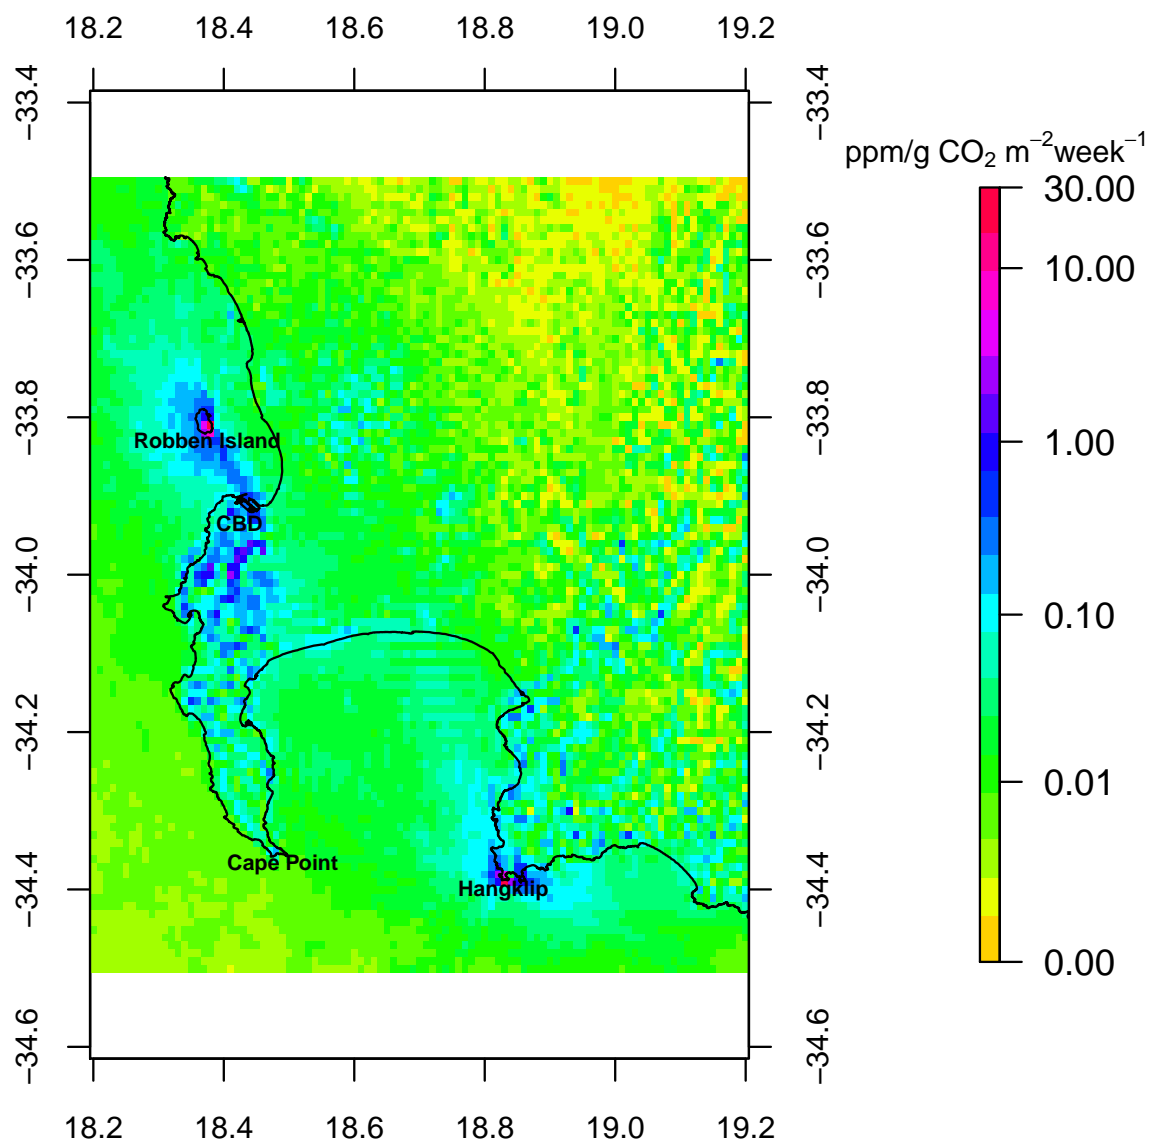 18.2 18.4 18.6 18.8 19.0 19.2
−33.4 −33.6 −33.8 −34.0 −34.2 −34.4 −34.6
Robben Island
CBD
Cape Point
Hangklip
−33.4 −33.6 −33.8 −34.0 −34.2 −34.4 −34.6
18.2 18.4 18.6 18.8 19.0 19.2
ppm/g CO₂ m⁻²week⁻¹
30.00
10.00
1.00
0.10
0.01
0.00